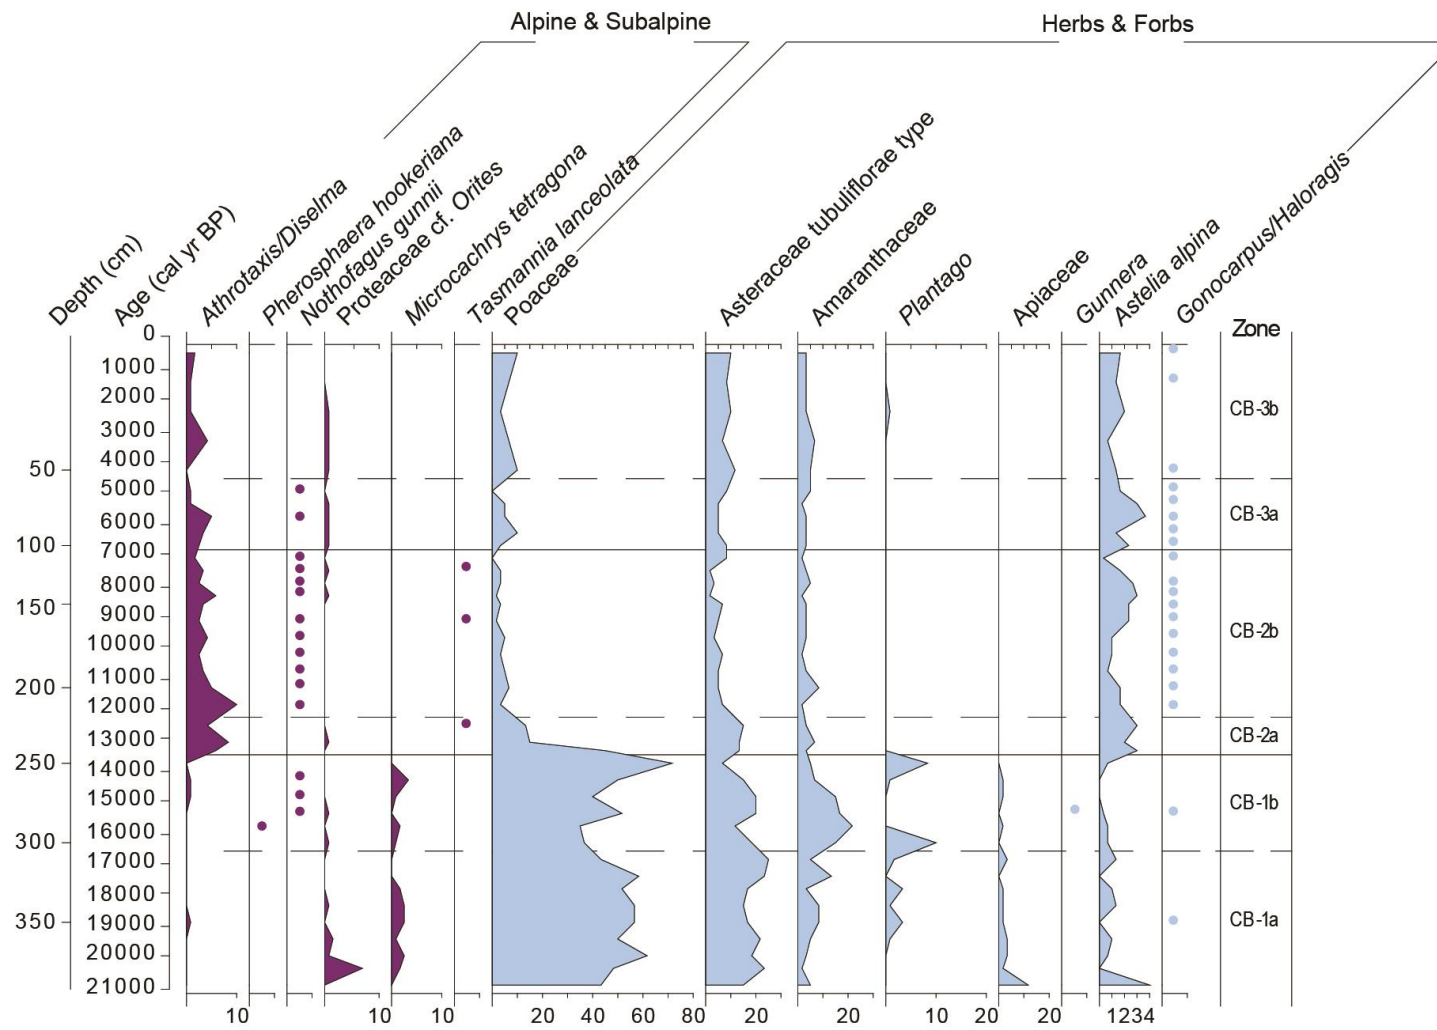 Alpine & Subalpine
Herbs & Forbs
Depth (cm)
Age (cal yr BP)
Athrotaxis/Diselma
Pherosphaera hookeriana
Nothofagus gunnii
Proteaceae cf. Orites
Microcachrys tetragona
Tasmannia lanceolata
Poaceae
Asteraceae tubuliflorae type
Amaranthaceae
Plantago
Apiaceae
Gunnera
Astelia alpina
Gonocarpus/Haloragis
Zone
0
1000
2000
3000
4000
50
5000
6000
100
7000
8000
150
9000
10000
11000
200
12000
13000
250
14000
15000
16000
300
17000
18000
350
19000
20000
21000
CB-3b
CB-3a
CB-2b
CB-2a
CB-1b
CB-1a
10 10 10 20 40 60 80 20 20 10 20 20 1234